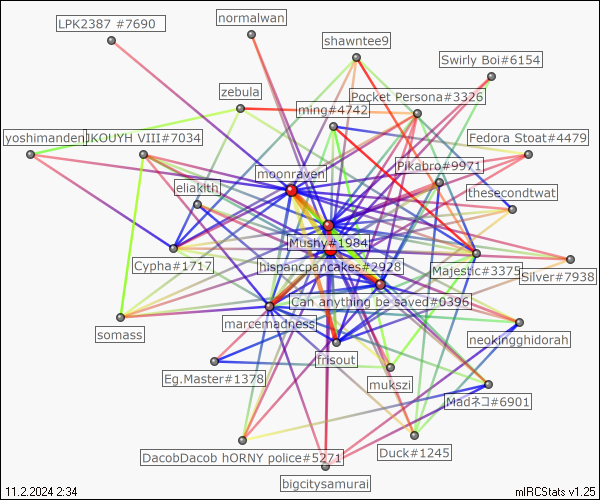 LPK2387 #7690
normalwan
shawntee9
Swirly Boi#6154
zebula
ming#4742
Pocket Persona#3326
yoshimanden
JKOUYH VIII#7034
Fedora Stoat#4479
moonraven
Pikabro#9971
eliakith
thesecondtwat
Mushy#1984
Cypha#1717
hispancpancakes#2928
Majestic#3375
Silver#7938
Can anything be saved#0396
somass
marcemadness
neokingghidorah
frisout
Eg.Master#1378
mukszi
Madネコ#6901
DacobDacob hORNY police#5271
Duck#1245
bigcitysamurai
11.2.2024 2:34
mIRCStats v1.25